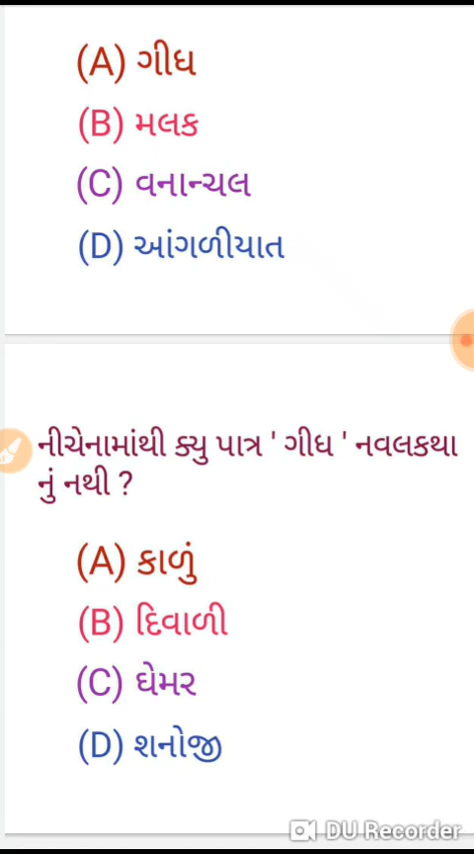 (A) ગીધ
(B) મલક
(C) વનાન્ચલ
(D) આંગળીયાત
નીચેનામાંથી ક્યુ પાત્ર ' ગીધ ' નવલકથા
નું નથી ?
(A) કાળું
(B) દિવાળી
(C) ઘેમર
(D) શનોજી
DU Recorder